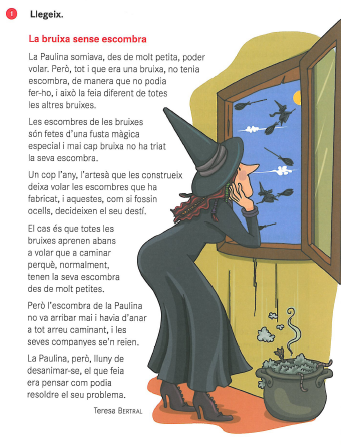 1 Llegeix.
La bruixa sense escombra
La Paulina somiava, des de molt petita, poder
volar. Però, tot i que era una bruixa, no tenia
escombra, de manera que no podia
fer-ho, i això la feia diferent de totes
les altres bruixes.
Les escombres de les bruixes
són fetes d'una fusta màgica
especial i mai cap bruixa no ha triat
la seva escombra.
Un cop l'any, l'artesà que les construeix
deixa volar les escombres que ha
fabricat, i aquestes, com si fossin
ocells, decideixen el seu destí.
El cas és que totes les
bruixes aprenen abans
a volar que a caminar
perquè, normalment,
tenen la seva escombra
des de molt petites.
Però l'escombra de la Paulina
no va arribar mai i havia d'anar
a tot arreu caminant, i les
seves companyes se'n reien.
La Paulina, però, lluny de
desanimar-se, el que feia
era pensar com podia
resoldre el seu problema.
Teresa BERTRAL